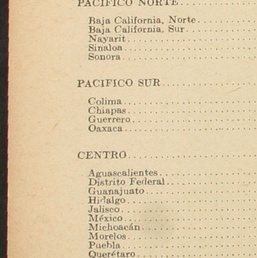 PACIFICO NORTE
Baja California, Norte
Baja California, Sur
Nayarit
Sinaloa
Sonora
PACIFICO SUR
Colima
Chiapas
Guerrero
Oaxaca
CENTRO
Aguascalientes
Distrito Federal
Guanajuato
Hidalgo
Jalisco
México
Michoacán
Morelos
Puebla
Querétaro